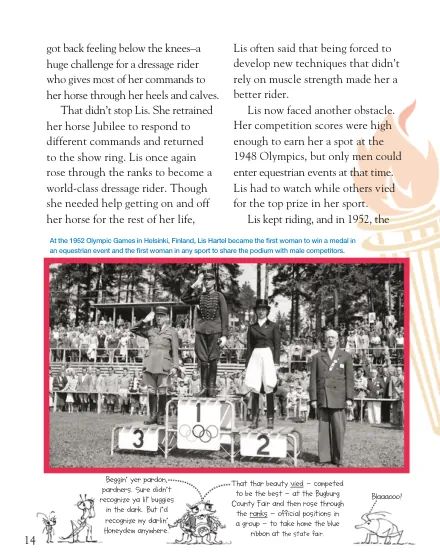 got back feeling below the knees–a
huge challenge for a dressage rider
who gives most of her commands to
her horse through her heels and calves.
That didn't stop Lis. She retrained
her horse Jubilee to respond to
different commands and returned
to the show ring. Lis once again
rose through the ranks to become a
world-class dressage rider. Though
she needed help getting on and off
her horse for the rest of her life,
Lis often said that being forced to
develop new techniques that didn't
rely on muscle strength made her a
better rider.
Lis now faced another obstacle.
Her competition scores were high
enough to earn her a spot at the
1948 Olympics, but only men could
enter equestrian events at that time.
Lis had to watch while others vied
for the top prize in her sport.
Lis kept riding, and in 1952, the
At the 1952 Olympic Games in Helsinki, Finland, Lis Hartel became the first woman to win a medal in
an equestrian event and the first woman in any sport to share the podium with male competitors.
1
3
2
Beggin' yer pardon,
pardners. Sure didn't
recognize ya li'l buggies
in the dark. But I'd
recognize my darlin'
Honeydew anywhere.
That thar beauty vied – competed
to be the best – at the Bugburg
County Fair and then rose through
the ranks – official positions in
a group – to take home the blue
ribbon at the state fair.
Blaaaooo!
14